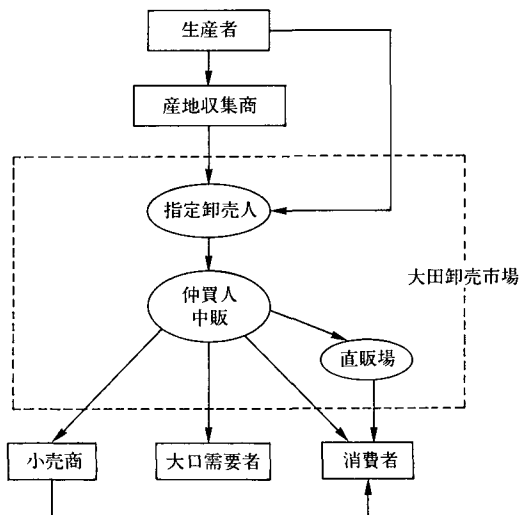 生産者
産地収集商
指定卸売人
大田卸売市場
仲買人
中販
直販場
小売商
大口需要者
消費者